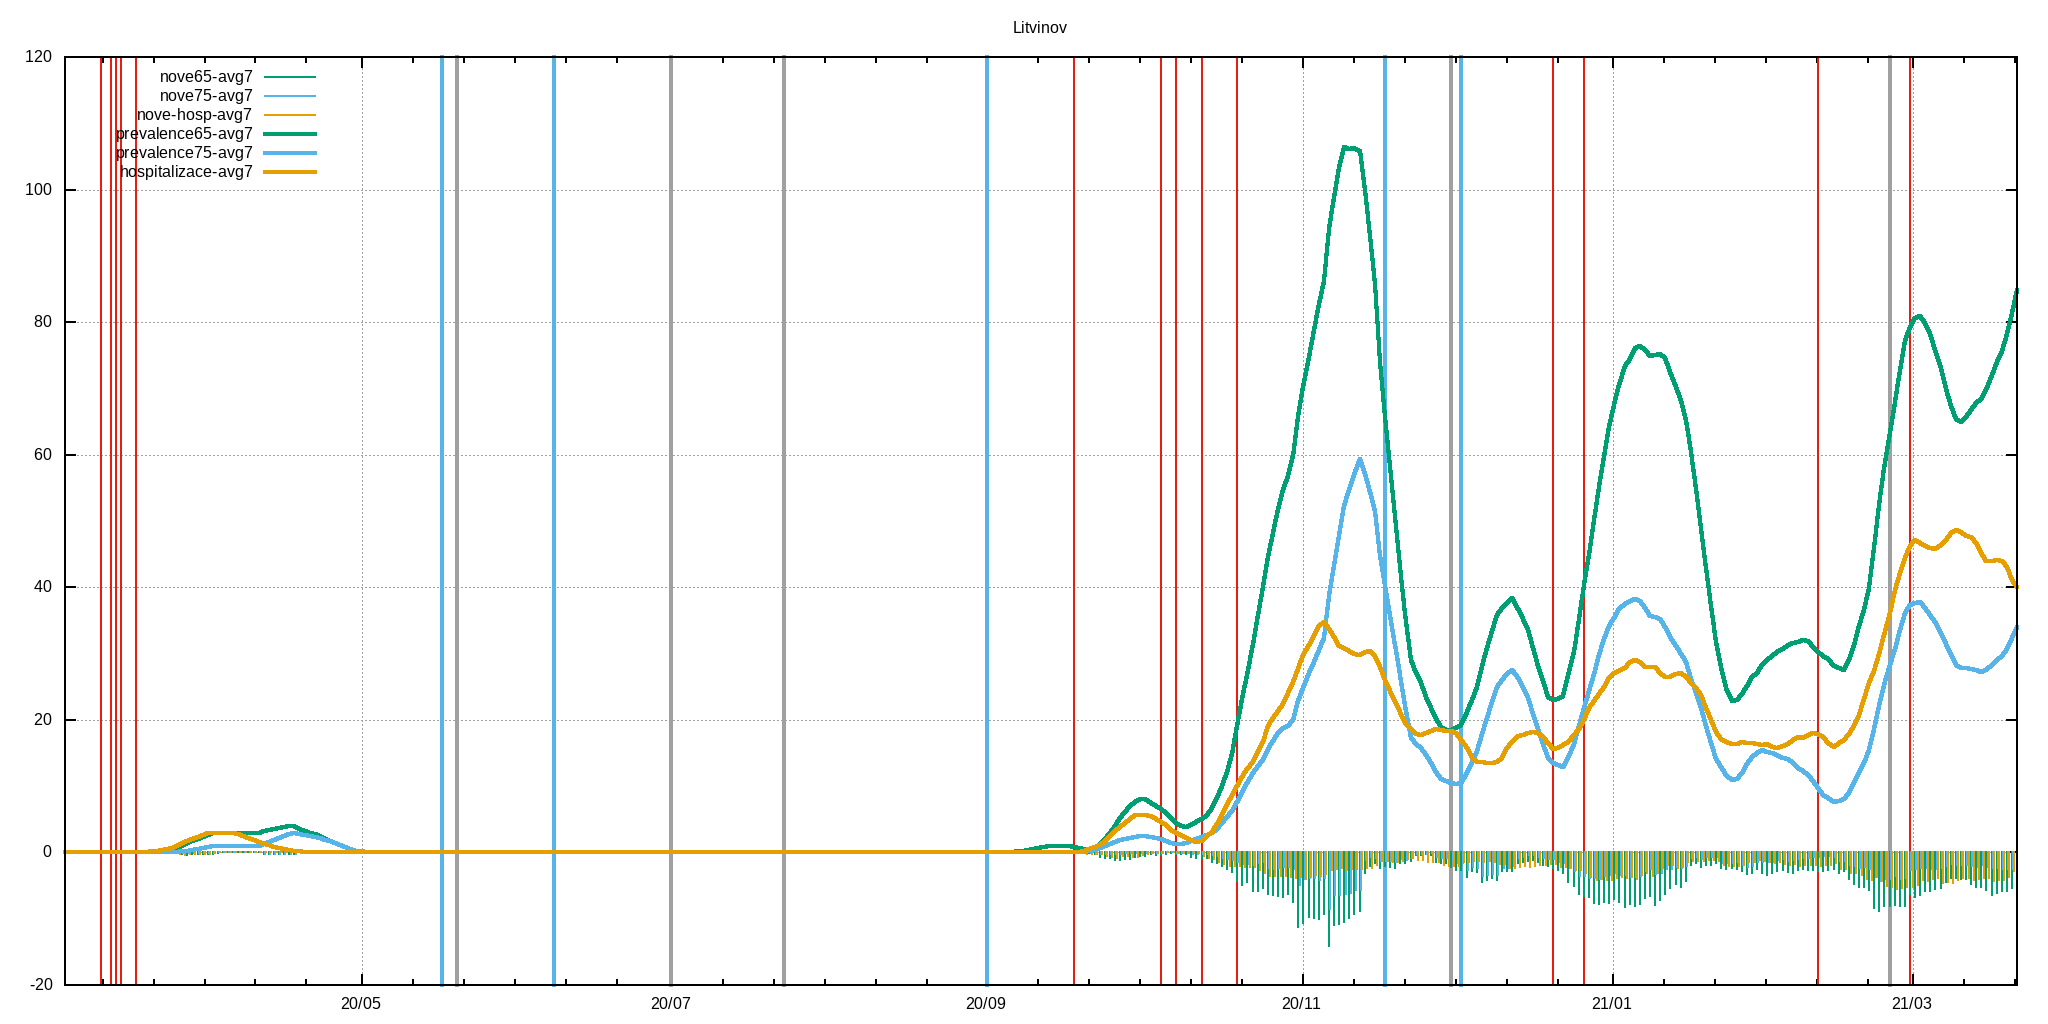 Litvinov
120
100
80
60
40
20
0
-20
nove65-avg7
nove75-avg7
nove-hosp-avg7
prevalence65-avg7
prevalence75-avg7
hospitalizace-avg7
20/05 20/07 20/09 20/11 21/01 21/03